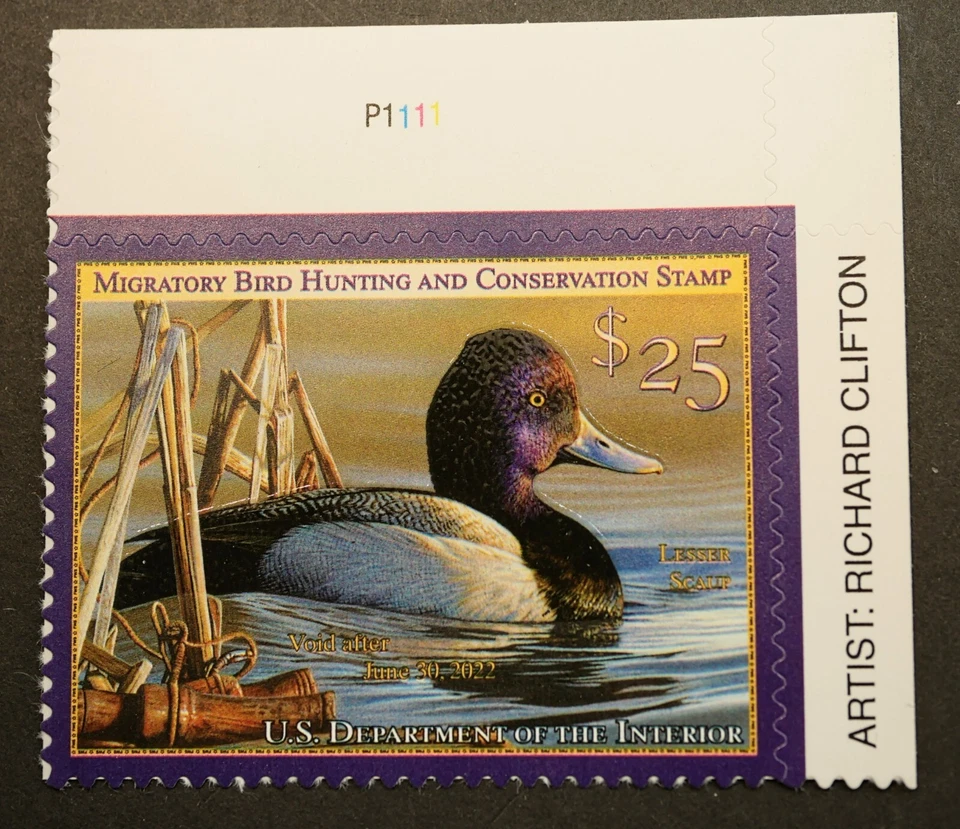 P1111
MIGRATORY BIRD HUNTING AND CONSERVATION STAMP
$25
LESSER
SCAUP
Void after
June 30, 2022
U.S. DEPARTMENT OF THE INTERIOR
ARTIST: RICHARD CLIFTON